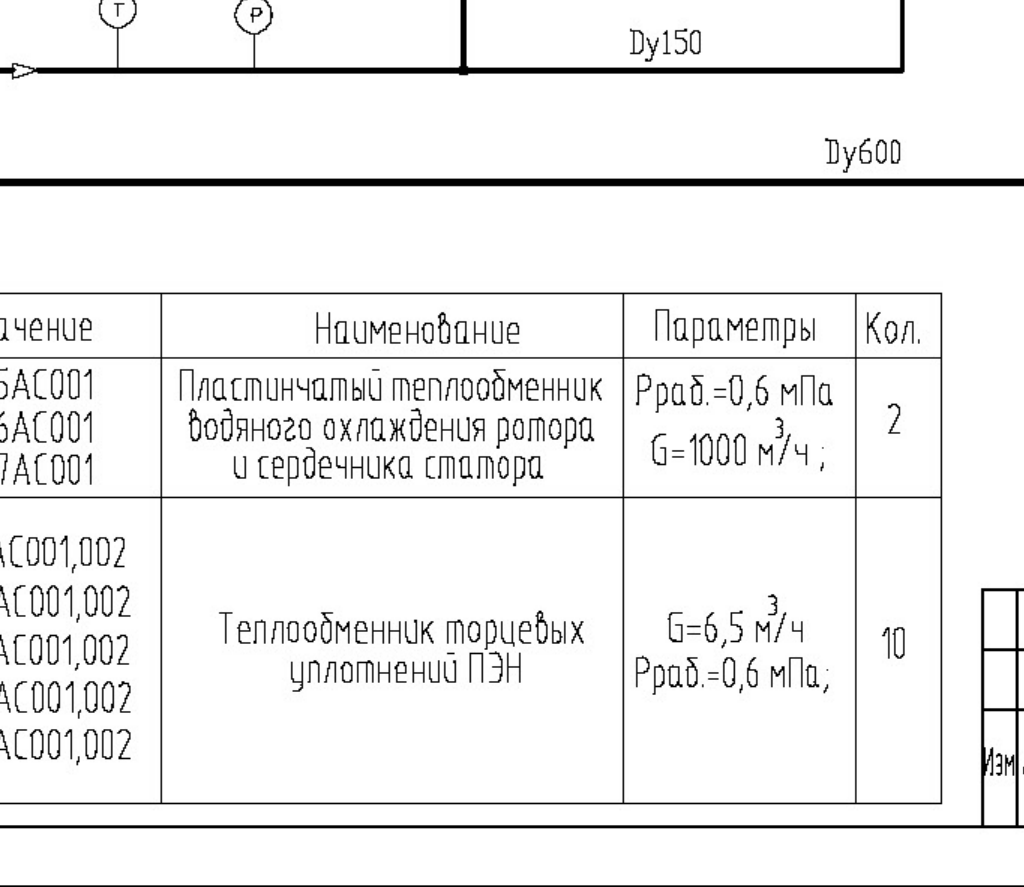 T
P
Dy150
Dy600
ачение
Наименование
Параметры
Кол.
5AC001
6AC001
7AC001
Пластинчатый теплообменник
водяного охлаждения ротора
и сердечника статора
Рраб.=0,6 мПа
G=1000 м³/ч ;
2
AC001,002
AC001,002
AC001,002
AC001,002
AC001,002
Теплообменник торцевых
уплотнений ПЭН
G=6,5 м³/ч
Рраб.=0,6 мПа;
10
Изм